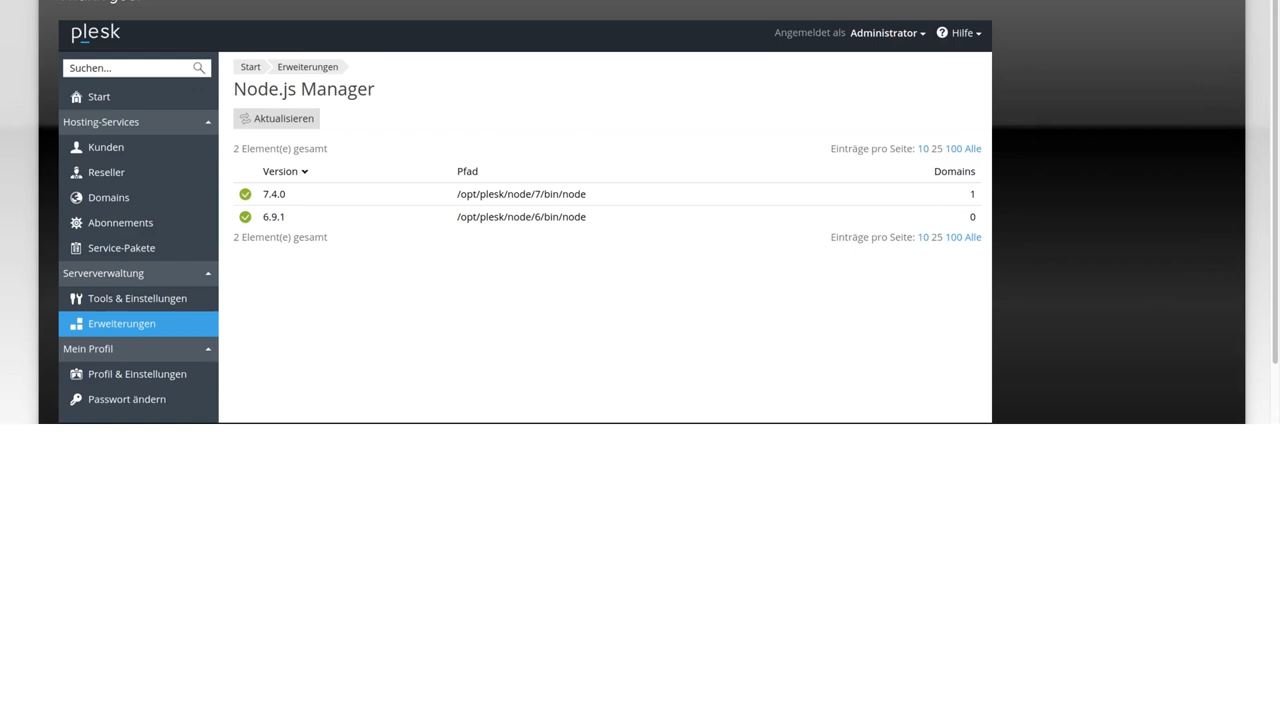 plesk
Angemeldet als Administrator Hilfe
Suchen...
Start
Hosting-Services
Kunden
Reseller
Domains
Abonnements
Service-Pakete
Serververwaltung
Tools & Einstellungen
Erweiterungen
Mein Profil
Profil & Einstellungen
Passwort ändern
Start Erweiterungen
Node.js Manager
Aktualisieren
2 Element(e) gesamt Einträge pro Seite: 10 25 100 Alle
Version Pfad Domains
7.4.0 /opt/plesk/node/7/bin/node 1
6.9.1 /opt/plesk/node/6/bin/node 0
2 Element(e) gesamt Einträge pro Seite: 10 25 100 Alle